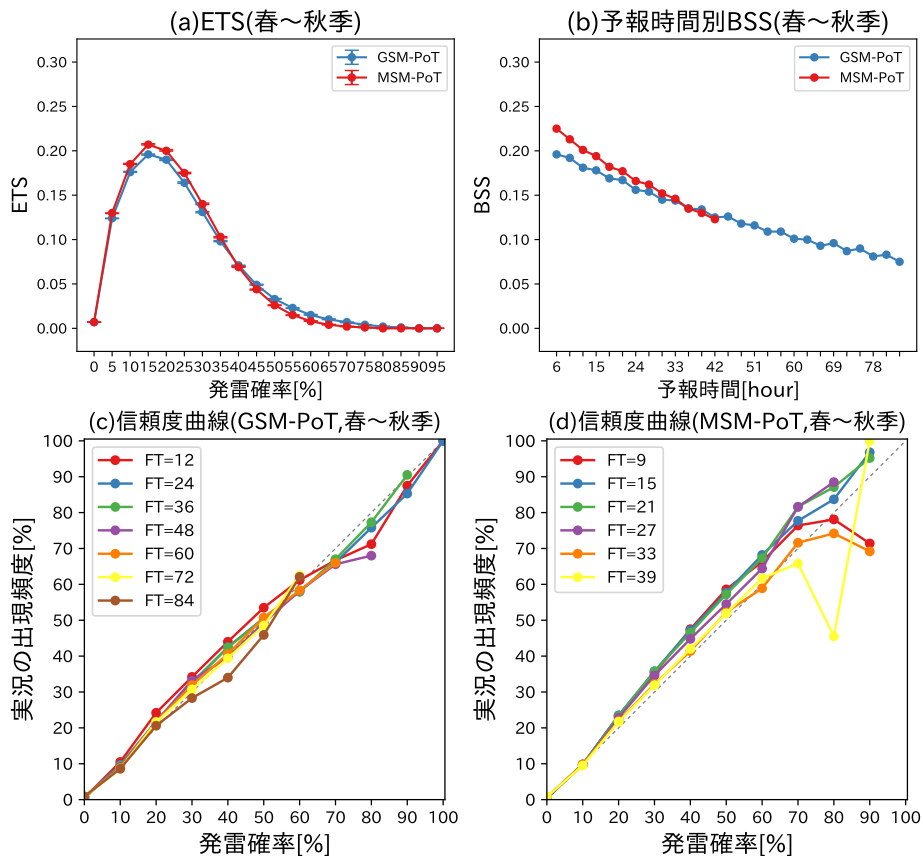 (a)ETS(春～秋季)
ETS
0.30
0.25
0.20
0.15
0.10
0.05
0.00
GSM-PoT
MSM-PoT
0 5 101520253035404550556065707580859095
発雷確率[%]
(b)予報時間別BSS(春～秋季)
BSS
0.30
0.25
0.20
0.15
0.10
0.05
0.00
GSM-PoT
MSM-PoT
6 15 24 33 42 51 60 69 78
予報時間[hour]
(c)信頼度曲線(GSM-PoT,春～秋季)
実況の出現頻度[%]
100
90
80
70
60
50
40
30
20
10
0
FT=12
FT=24
FT=36
FT=48
FT=60
FT=72
FT=84
0 10 20 30 40 50 60 70 80 90 100
発雷確率[%]
(d)信頼度曲線(MSM-PoT,春～秋季)
実況の出現頻度[%]
100
90
80
70
60
50
40
30
20
10
0
FT=9
FT=15
FT=21
FT=27
FT=33
FT=39
0 10 20 30 40 50 60 70 80 90 100
発雷確率[%]